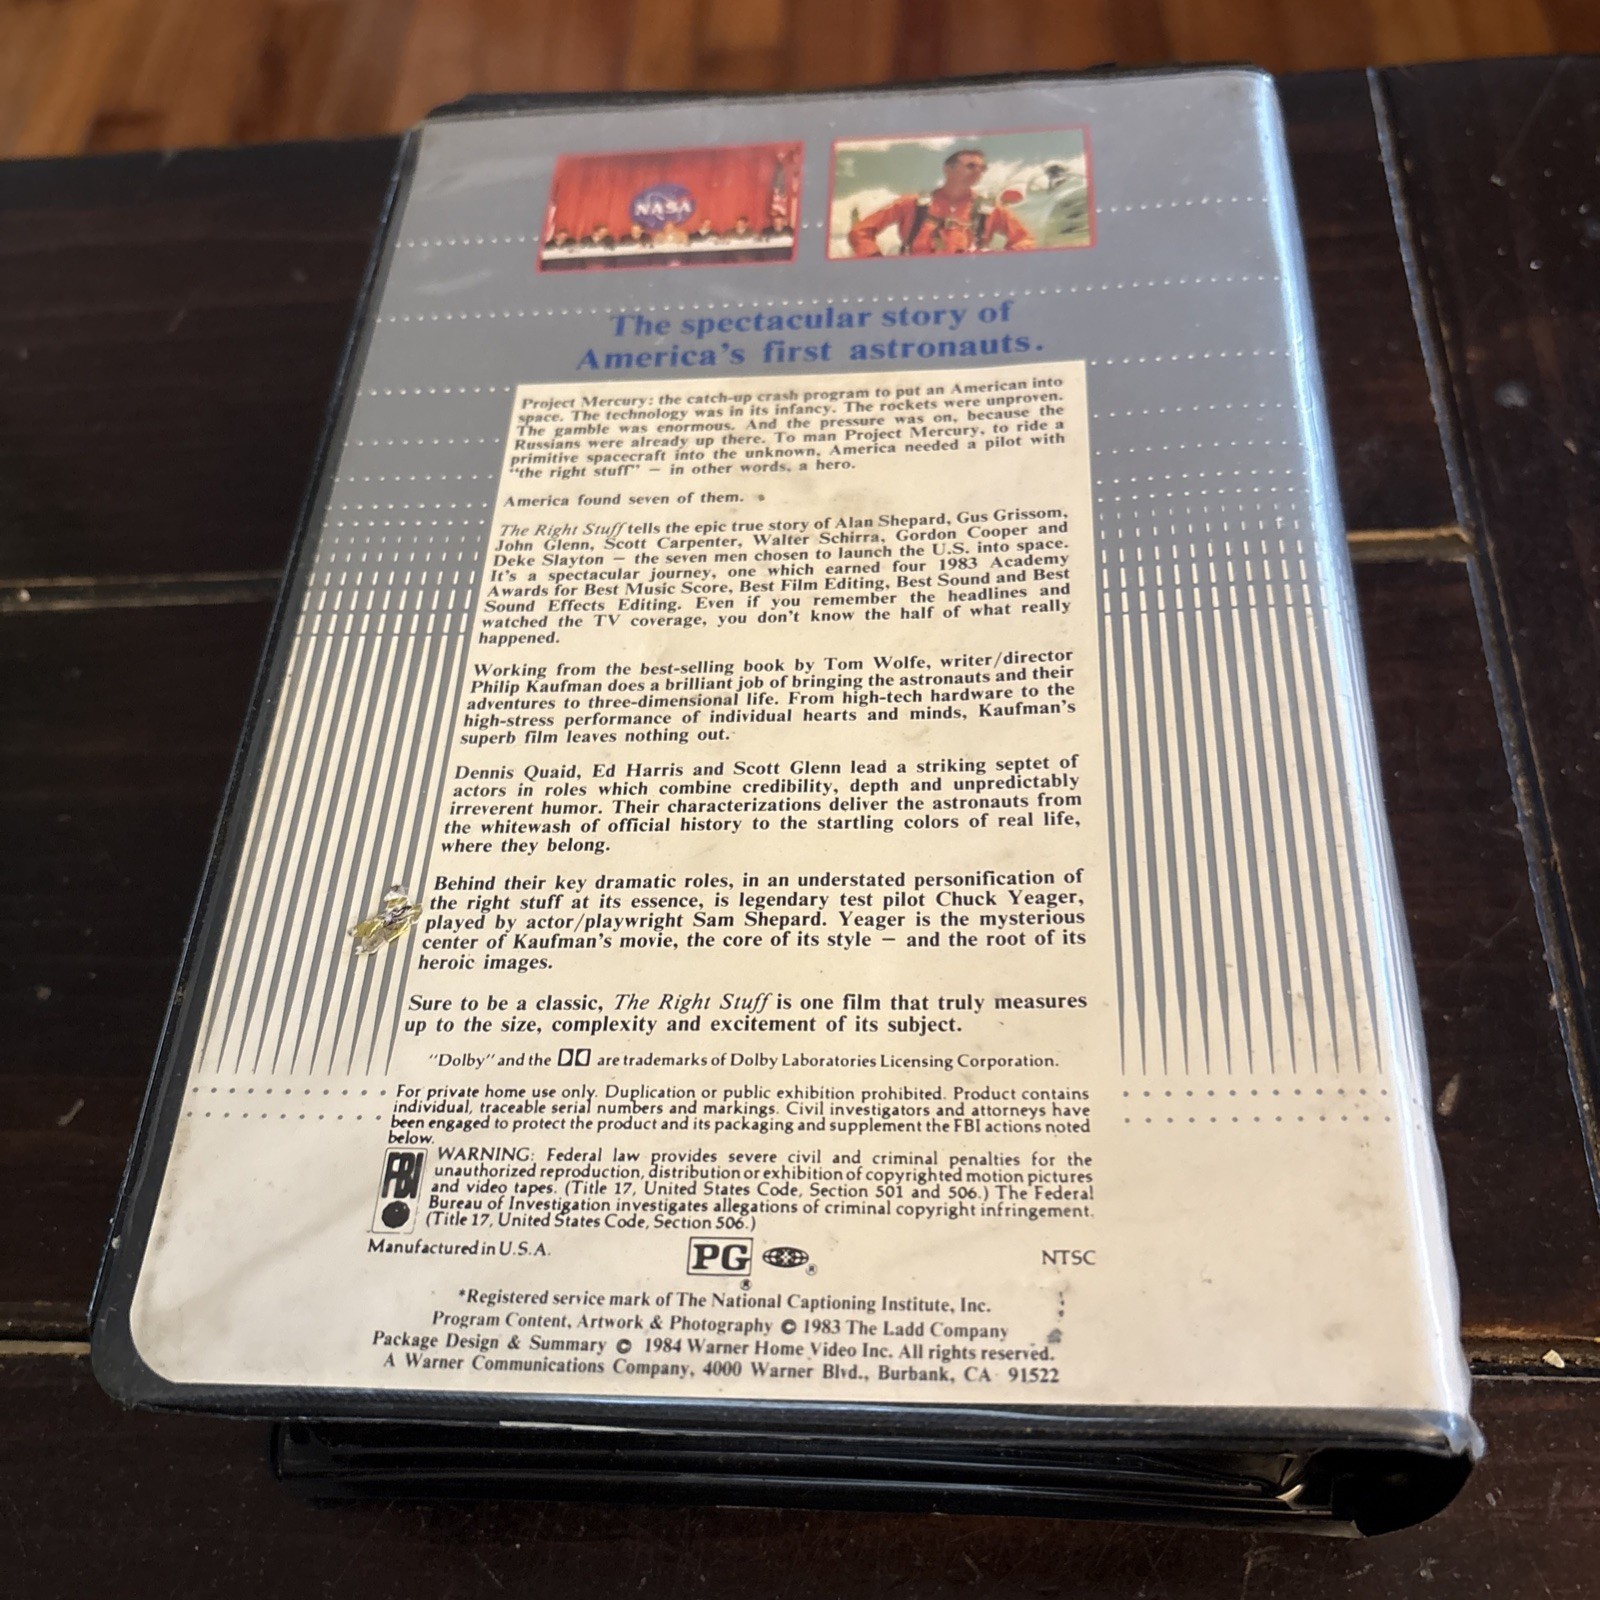 NASA
The spectacular story of
America's first astronauts.
Project Mercury: the catch-up crash program to put an American into
space. The technology was in its infancy. The rockets were unproven.
The gamble was enormous. And the pressure was on, because the
Russians were already up there. To man Project Mercury, to ride a
primitive spacecraft into the unknown, America needed a pilot with
"the right stuff" — in other words, a hero.
America found seven of them.
The Right Stuff tells the epic true story of Alan Shepard, Gus Grissom,
John Glenn, Scott Carpenter, Walter Schirra, Gordon Cooper and
Deke Slayton — the seven men chosen to launch the U.S. into space.
It's a spectacular journey, one which earned four 1983 Academy
Awards for Best Music Score, Best Film Editing, Best Sound and Best
Sound Effects Editing. Even if you remember the headlines and
watched the TV coverage, you don't know the half of what really
happened.
Working from the best-selling book by Tom Wolfe, writer/director
Philip Kaufman does a brilliant job of bringing the astronauts and their
adventures to three-dimensional life. From high-tech hardware to the
high-stress performance of individual hearts and minds, Kaufman's
superb film leaves nothing out.
Dennis Quaid, Ed Harris and Scott Glenn lead a striking septet of
actors in roles which combine credibility, depth and unpredictably
irreverent humor. Their characterizations deliver the astronauts from
the whitewash of official history to the startling colors of real life,
where they belong.
Behind their key dramatic roles, in an understated personification of
the right stuff at its essence, is legendary test pilot Chuck Yeager,
played by actor/playwright Sam Shepard. Yeager is the mysterious
center of Kaufman's movie, the core of its style — and the root of its
heroic images.
Sure to be a classic, The Right Stuff is one film that truly measures
up to the size, complexity and excitement of its subject.
"Dolby" and the DD are trademarks of Dolby Laboratories Licensing Corporation.
For private home use only. Duplication or public exhibition prohibited. Product contains
individual, traceable serial numbers and markings. Civil investigators and attorneys have
been engaged to protect the product and its packaging and supplement the FBI actions noted
below.
FBI
WARNING: Federal law provides severe civil and criminal penalties for the
unauthorized reproduction, distribution or exhibition of copyrighted motion pictures
and video tapes. (Title 17, United States Code, Section 501 and 506.) The Federal
Bureau of Investigation investigates allegations of criminal copyright infringement.
(Title 17, United States Code, Section 506.)
Manufactured in U.S.A. PG ® ® NTSC
*Registered service mark of The National Captioning Institute, Inc.
Program Content, Artwork & Photography © 1983 The Ladd Company
Package Design & Summary © 1984 Warner Home Video Inc. All rights reserved.
A Warner Communications Company, 4000 Warner Blvd., Burbank, CA 91522